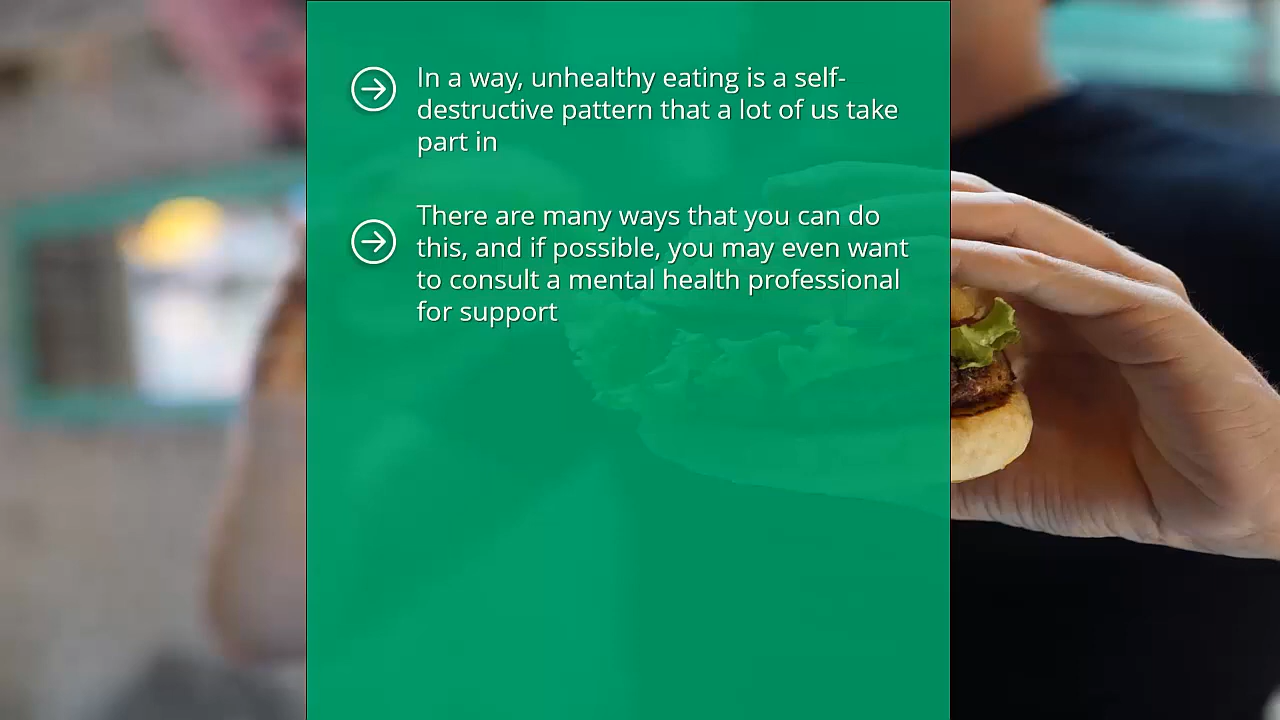 In a way, unhealthy eating is a self-
destructive pattern that a lot of us take
part in
There are many ways that you can do
this, and if possible, you may even want
to consult a mental health professional
for support